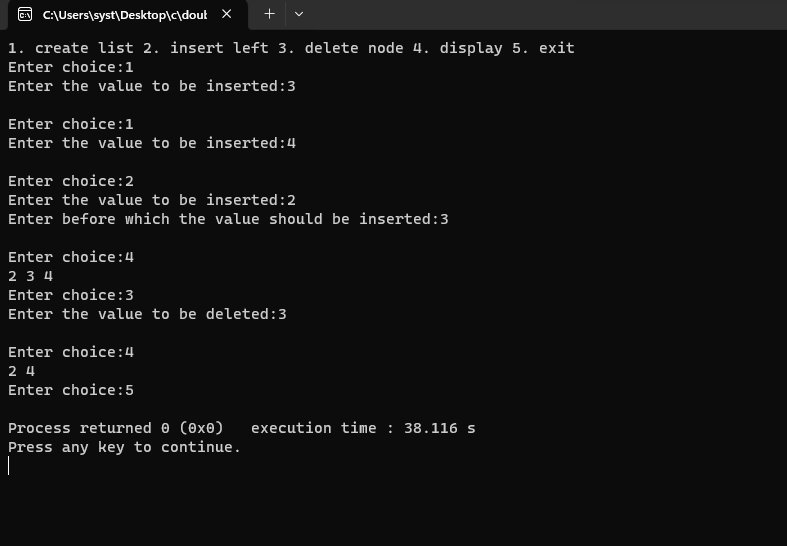 C:\Users\syst\Desktop\c\doub
1. create list 2. insert left 3. delete node 4. display 5. exit
Enter choice:1
Enter the value to be inserted:3
Enter choice:1
Enter the value to be inserted:4
Enter choice:2
Enter the value to be inserted:2
Enter before which the value should be inserted:3
Enter choice:4
2 3 4
Enter choice:3
Enter the value to be deleted:3
Enter choice:4
2 4
Enter choice:5
Process returned 0 (0x0)   execution time : 38.116 s
Press any key to continue.